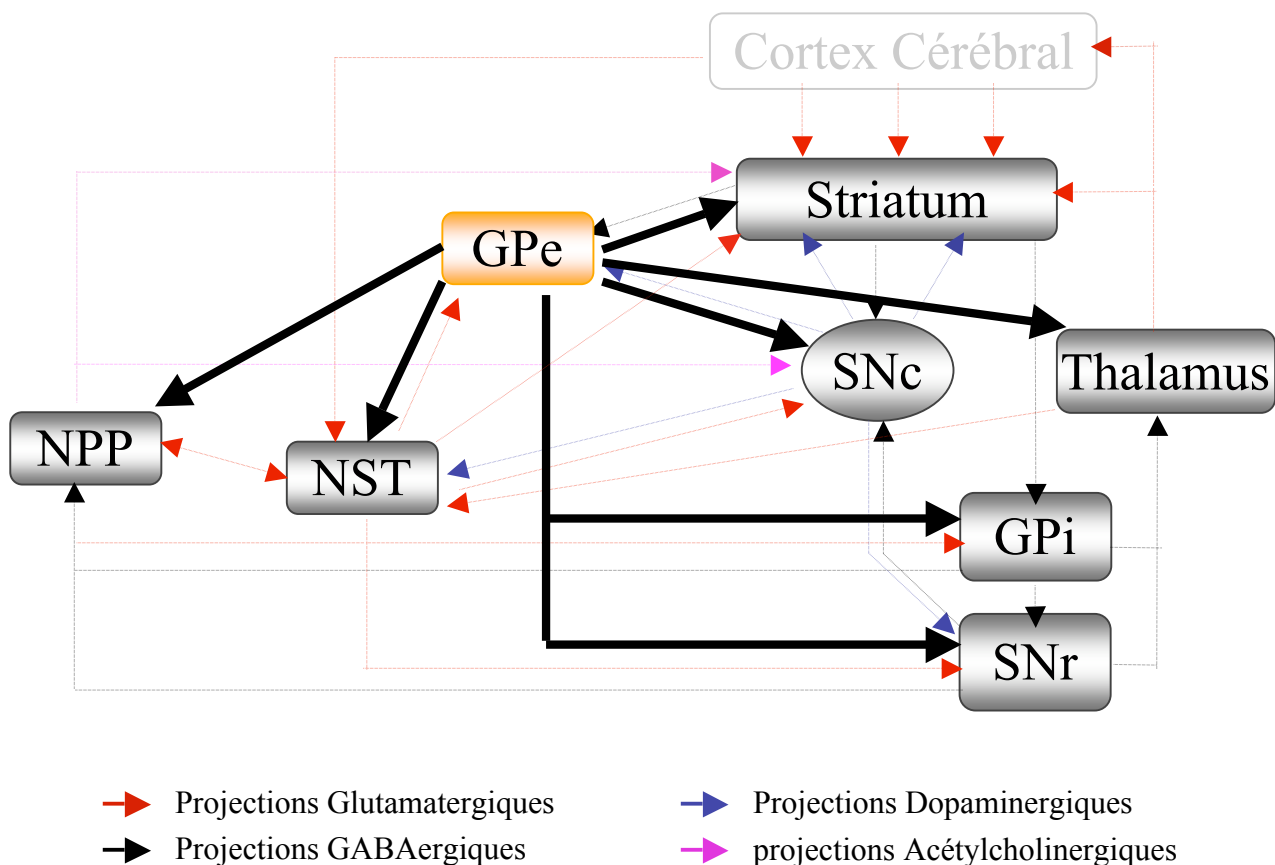 Cortex Cérébral
Striatum
GPe
SNc
Thalamus
NPP
NST
GPi
SNr
Projections Glutamatergiques
Projections Dopaminergiques
Projections GABAergiques
projections Acétylcholinergiques